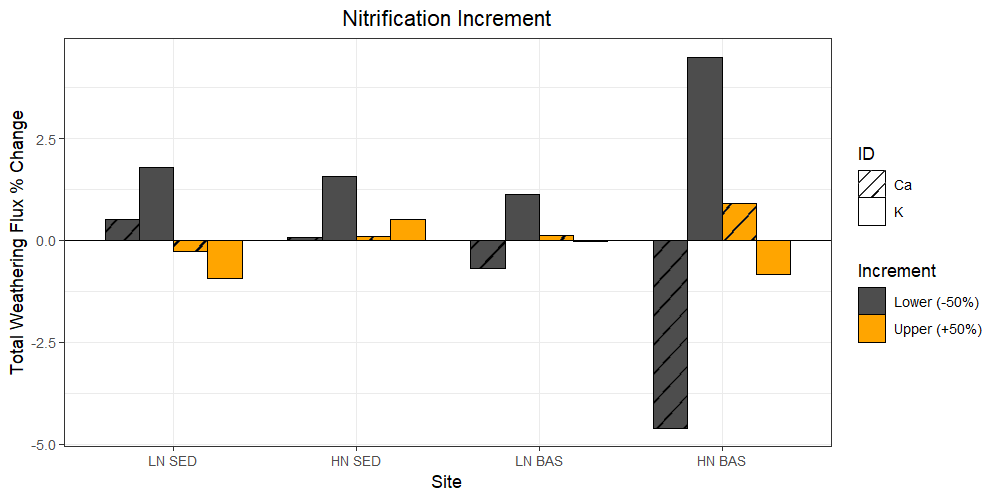 Nitrification Increment
Total Weathering Flux % Change
2.5
0.0
-2.5
-5.0
LN SED
HN SED
LN BAS
HN BAS
Site
ID
Ca
K
Increment
Lower (-50%)
Upper (+50%)